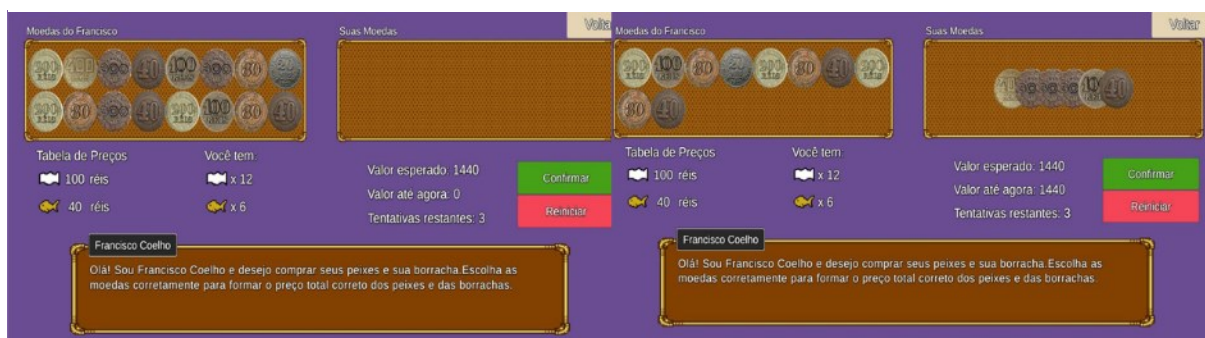 Moedas do Francisco
Suas Moedas
Tabela de Preços
Você tem:
100 réis
x 12
40 réis
x 6
Valor esperado: 1440
Valor até agora: 0
Tentativas restantes: 3
Confirmar
Reiniciar
Francisco Coelho
Olá! Sou Francisco Coelho e desejo comprar seus peixes e sua borracha.Escolha as
moedas corretamente para formar o preço total correto dos peixes e das borrachas.
Moedas do Francisco
Suas Moedas
Voltar
Tabela de Preços
Você tem:
100 réis
x 12
40 réis
x 6
Valor esperado: 1440
Valor até agora: 1440
Tentativas restantes: 3
Confirmar
Reiniciar
Francisco Coelho
Olá! Sou Francisco Coelho e desejo comprar seus peixes e sua borracha.Escolha as
moedas corretamente para formar o preço total correto dos peixes e das borrachas.